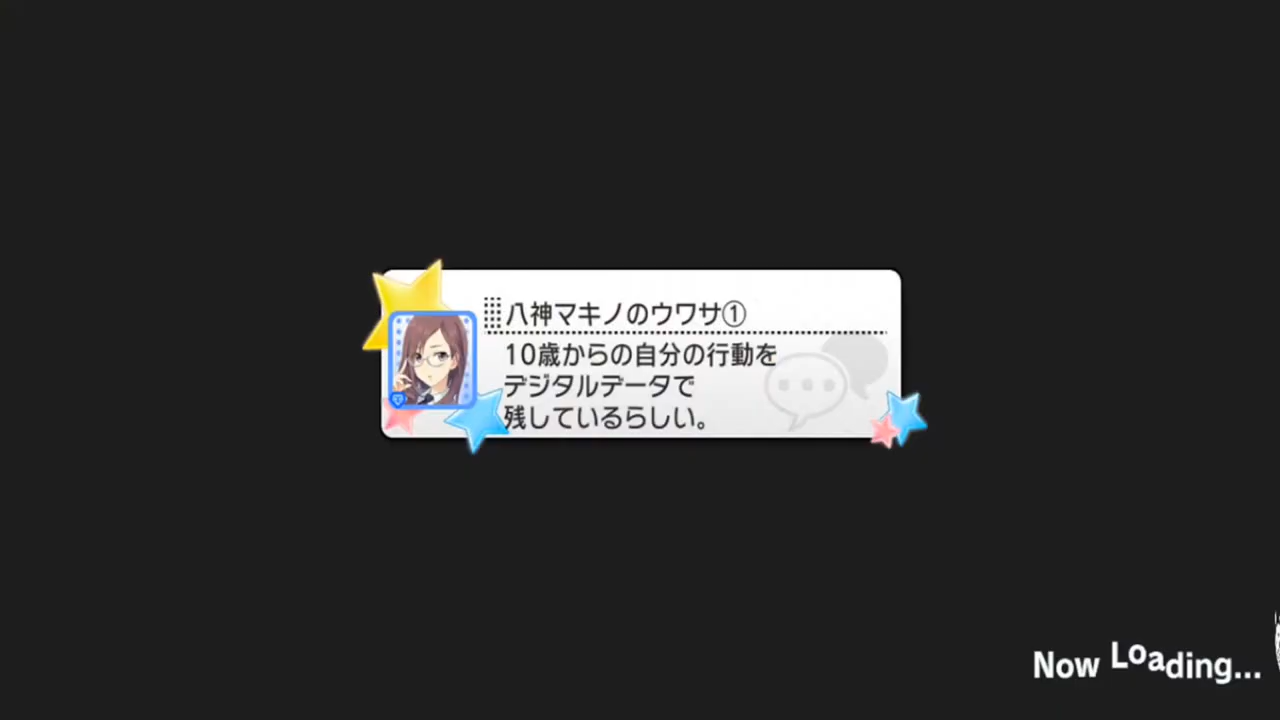 八神マキノのウワサ①
10歳からの自分の行動を
デジタルデータで
残しているらしい。
Now Loading...